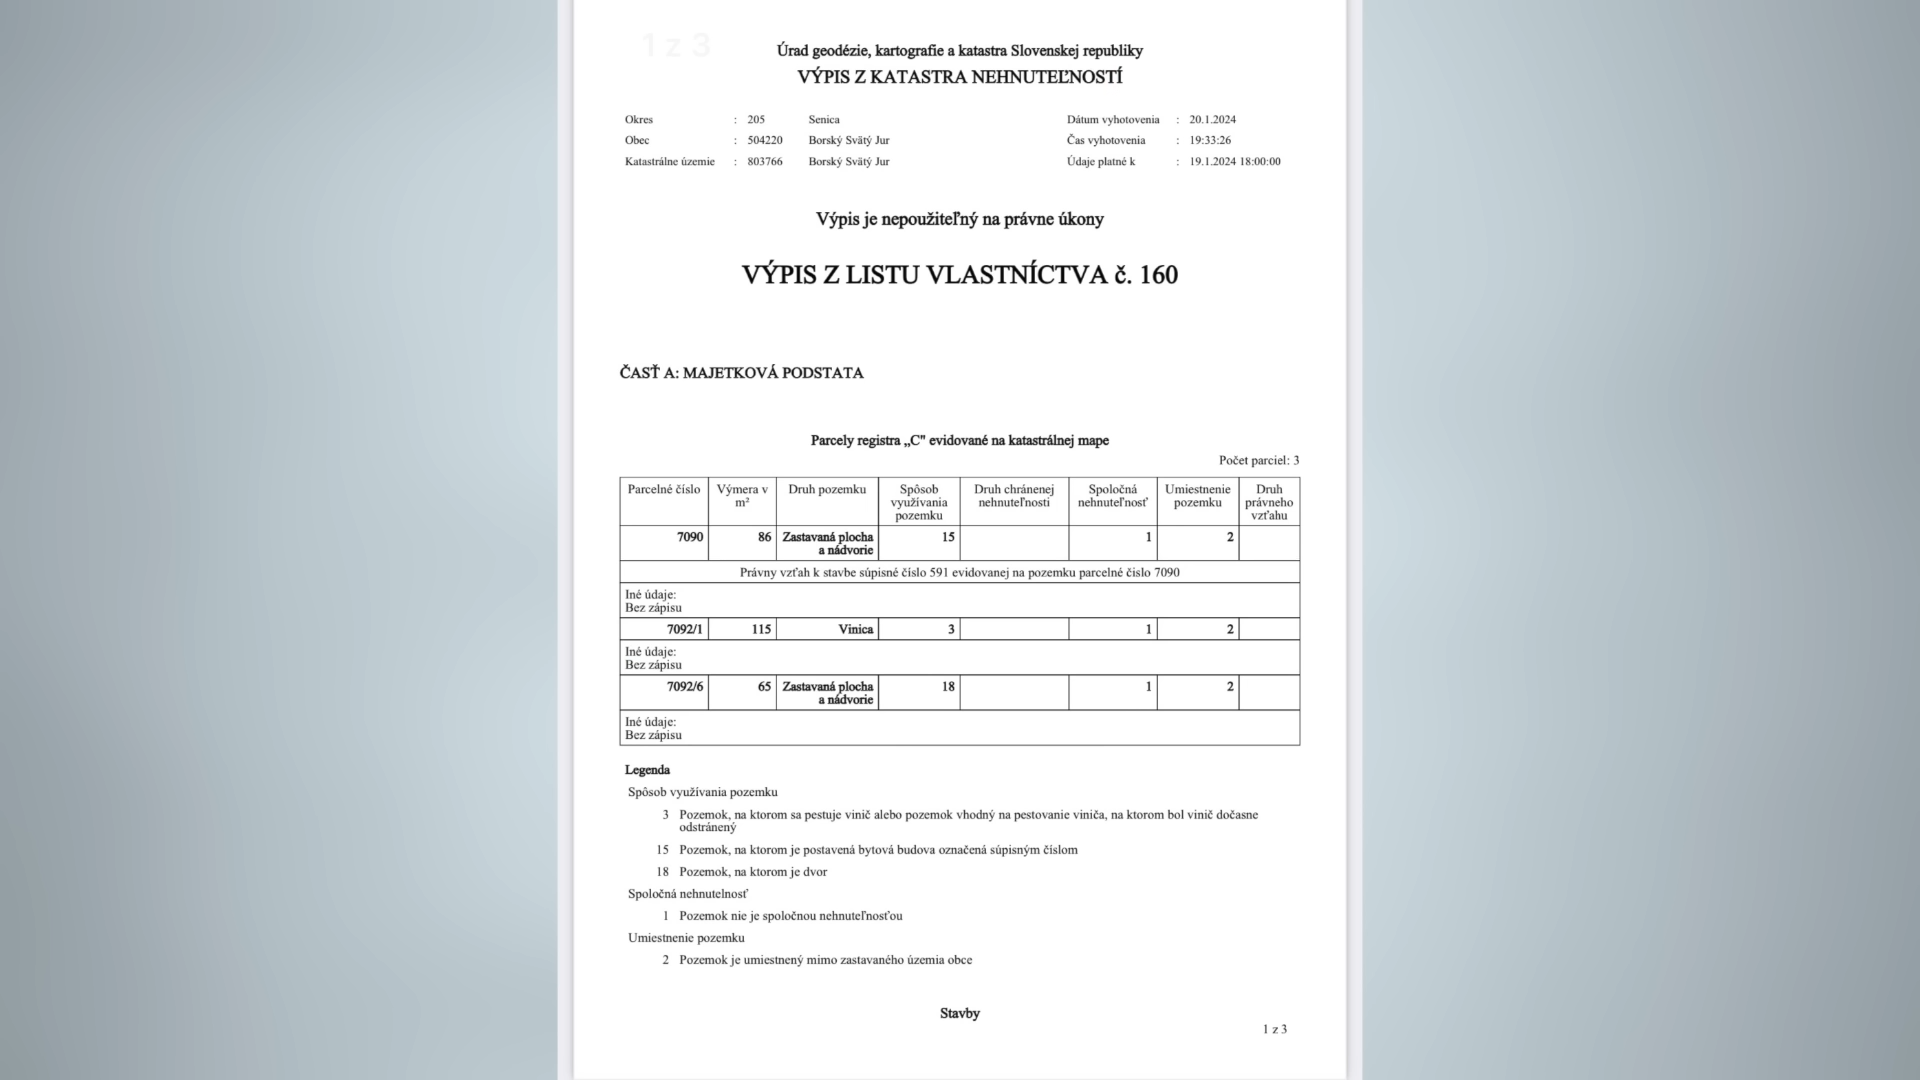 1 z 3
Úrad geodézie, kartografie a katastra Slovenskej republiky
VÝPIS Z KATASTRA NEHNUTEĽNOSTÍ
Okres : 205 Senica Dátum vyhotovenia : 20.1.2024
Obec : 504220 Borský Svätý Jur Čas vyhotovenia : 19:33:26
Katastrálne územie : 803766 Borský Svätý Jur Údaje platné k : 19.1.2024 18:00:00
Výpis je nepoužiteľný na právne úkony
VÝPIS Z LISTU VLASTNÍCTVA č. 160
ČASŤ A: MAJETKOVÁ PODSTATA
Parcely registra „C" evidované na katastrálnej mape
Počet parciel: 3
Parcelné číslo Výmera v m² Druh pozemku Spôsob využívania pozemku Druh chránenej nehnuteľnosti Spoločná nehnuteľnosť Umiestnenie pozemku Druh právneho vzťahu
7090 86 Zastavaná plocha a nádvorie 15 1 2
Právny vzťah k stavbe súpisné číslo 591 evidovanej na pozemku parcelné číslo 7090
Iné údaje:
Bez zápisu
7092/1 115 Vinica 3 1 2
Iné údaje:
Bez zápisu
7092/6 65 Zastavaná plocha a nádvorie 18 1 2
Iné údaje:
Bez zápisu
Legenda
Spôsob využívania pozemku
3 Pozemok, na ktorom sa pestuje vinič alebo pozemok vhodný na pestovanie viniča, na ktorom bol vinič dočasne
odstránený
15 Pozemok, na ktorom je postavená bytová budova označená súpisným číslom
18 Pozemok, na ktorom je dvor
Spoločná nehnuteľnosť
1 Pozemok nie je spoločnou nehnuteľnosťou
Umiestnenie pozemku
2 Pozemok je umiestnený mimo zastavaného územia obce
Stavby
1 z 3